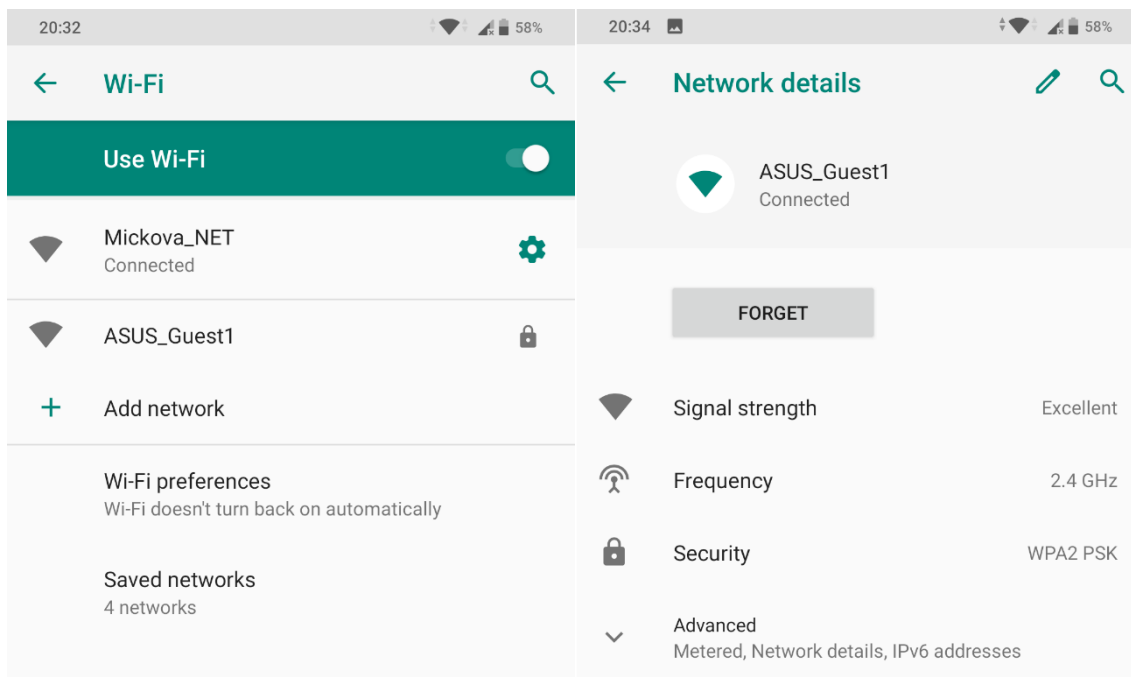 20:32
58%
Wi-Fi
Use Wi-Fi
Mickova_NET
Connected
ASUS_Guest1
Add network
Wi-Fi preferences
Wi-Fi doesn't turn back on automatically
Saved networks
4 networks
20:34
58%
Network details
ASUS_Guest1
Connected
FORGET
Signal strength Excellent
Frequency 2.4 GHz
Security WPA2 PSK
Advanced
Metered, Network details, IPv6 addresses